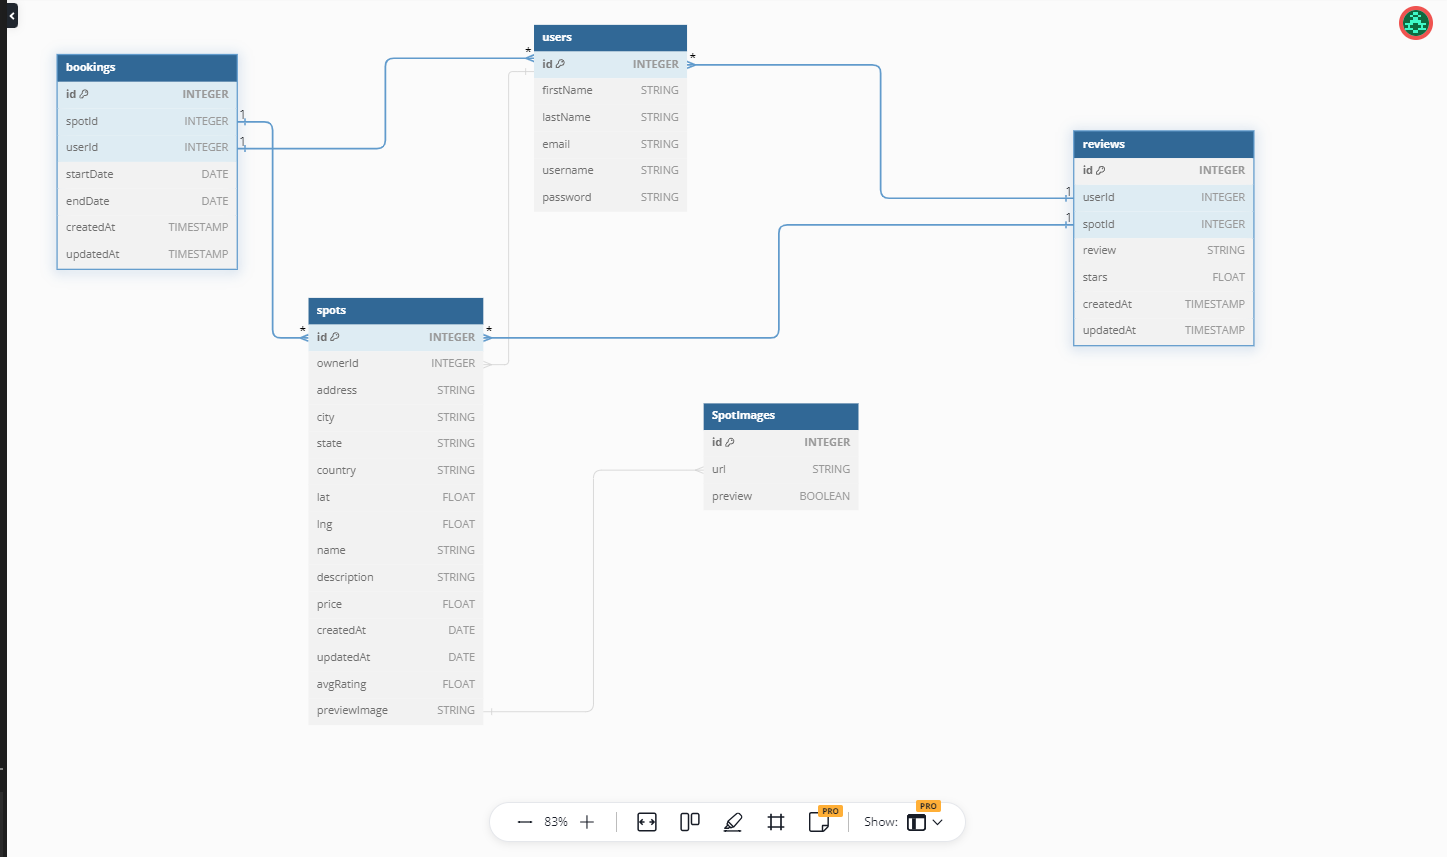 users
id INTEGER
firstName STRING
lastName STRING
email STRING
username STRING
password STRING
*
*
bookings
id INTEGER
spotId INTEGER
userId INTEGER
startDate DATE
endDate DATE
createdAt TIMESTAMP
updatedAt TIMESTAMP
1
1
reviews
id INTEGER
userId INTEGER
spotId INTEGER
review STRING
stars FLOAT
createdAt TIMESTAMP
updatedAt TIMESTAMP
1
1
spots
id INTEGER
ownerId INTEGER
address STRING
city STRING
state STRING
country STRING
lat FLOAT
lng FLOAT
name STRING
description STRING
price FLOAT
createdAt DATE
updatedAt DATE
avgRating FLOAT
previewImage STRING
*
*
SpotImages
id INTEGER
url STRING
preview BOOLEAN
83%
PRO
Show:
PRO